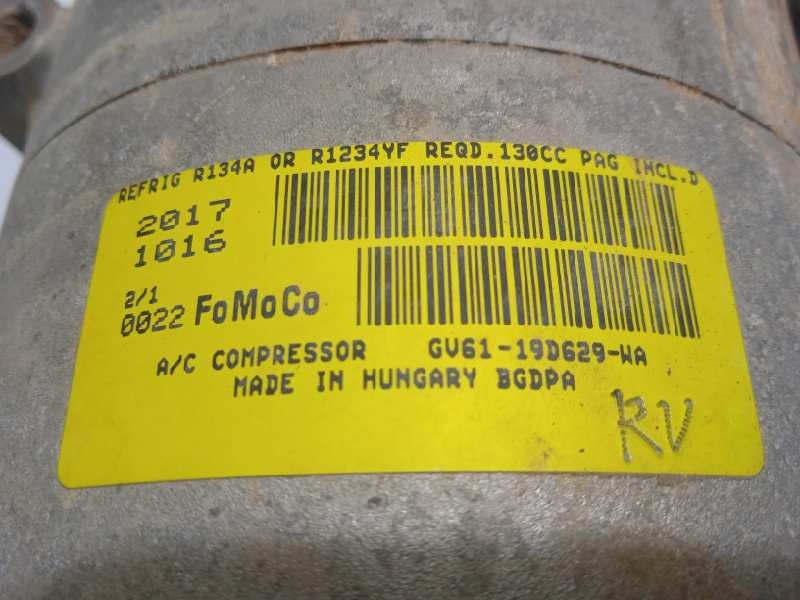 REFRIG R134A OR R1234YF REQD.130CC PAG INCL.D
2017
1016
2/1
0022 FoMoCo
A/C COMPRESSOR GV61-19D629-WA
MADE IN HUNGARY BGDPA
RV